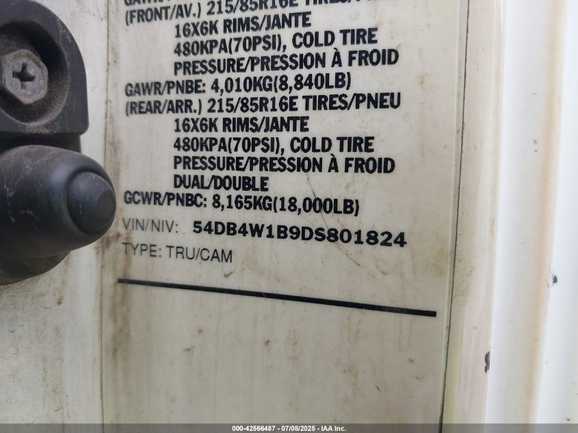 (FRONT/AV.) 215/85R16E TIRES/PNEU
16X6K RIMS/JANTE
480KPA(70PSI), COLD TIRE
PRESSURE/PRESSION À FROID
GAWR/PNBE: 4,010KG(8,840LB)
(REAR/ARR.) 215/85R16E TIRES/PNEU
16X6K RIMS/JANTE
480KPA(70PSI), COLD TIRE
PRESSURE/PRESSION À FROID
DUAL/DOUBLE
GCWR/PNBC: 8,165KG(18,000LB)
VIN/NIV: 54DB4W1B9DS801824
TYPE: TRU/CAM
000-42566487 - 07/08/2025 - IAA Inc.